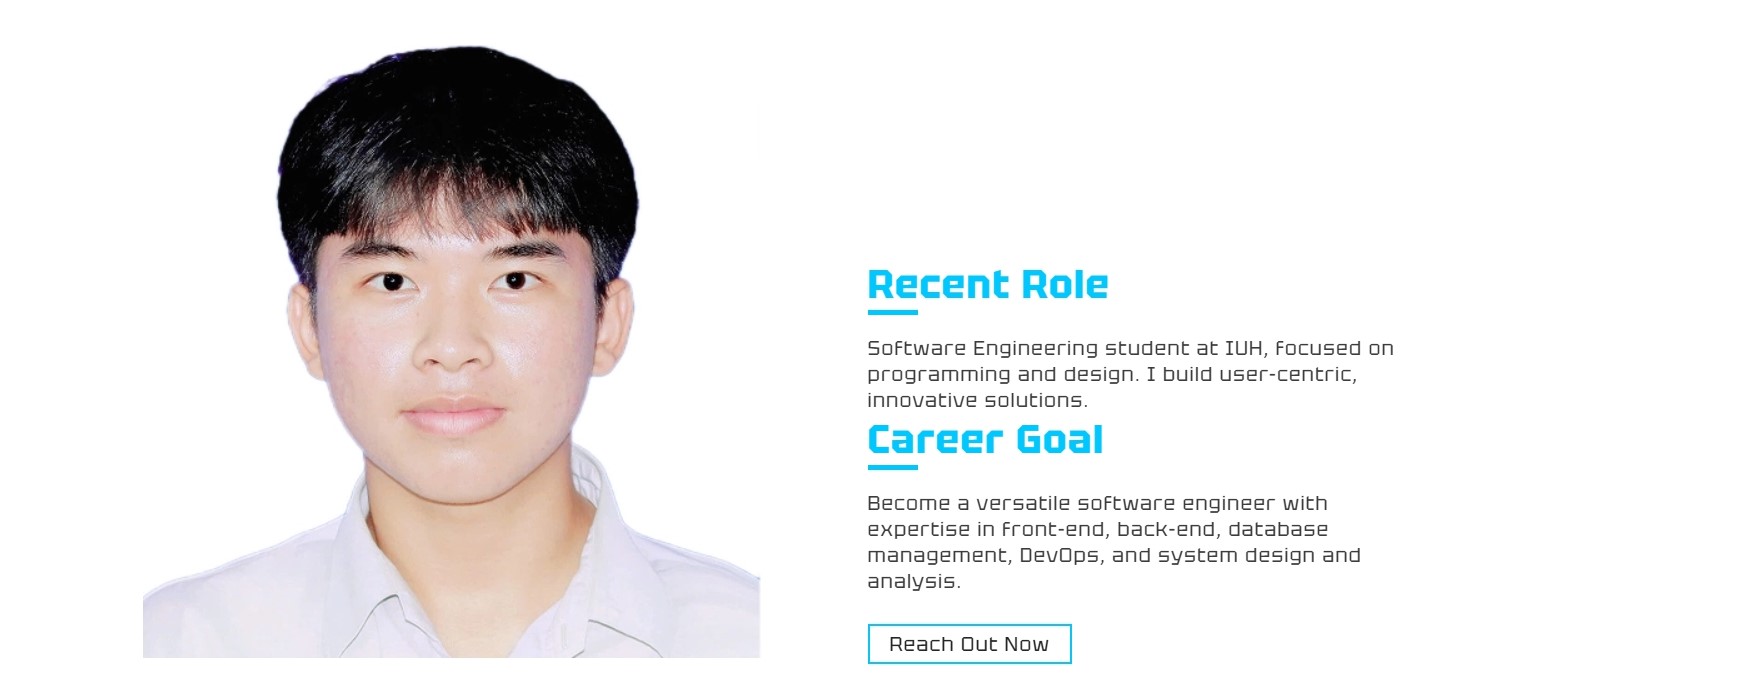 Recent Role
Software Engineering student at IUH, focused on
programming and design. I build user-centric,
innovative solutions.
Career Goal
Become a versatile software engineer with
expertise in front-end, back-end, database
management, DevOps, and system design and
analysis.
Reach Out Now